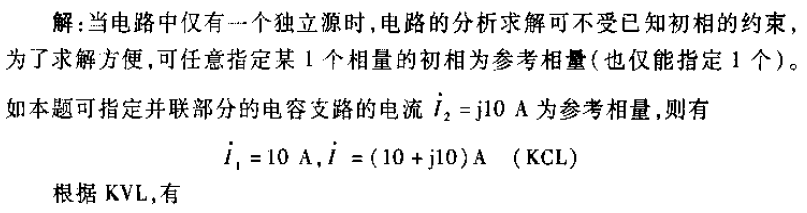 解:当电路中仅有一个独立源时,电路的分析求解可不受已知初相的约束,
为了求解方便,可任意指定某 1 个相量的初相为参考相量(也仅能指定 1 个)。
如本题可指定并联部分的电容支路的电流 İ₂ = j10 A 为参考相量,则有
İ₁ = 10 A, İ = (10 + j10) A (KCL)
根据 KVL,有